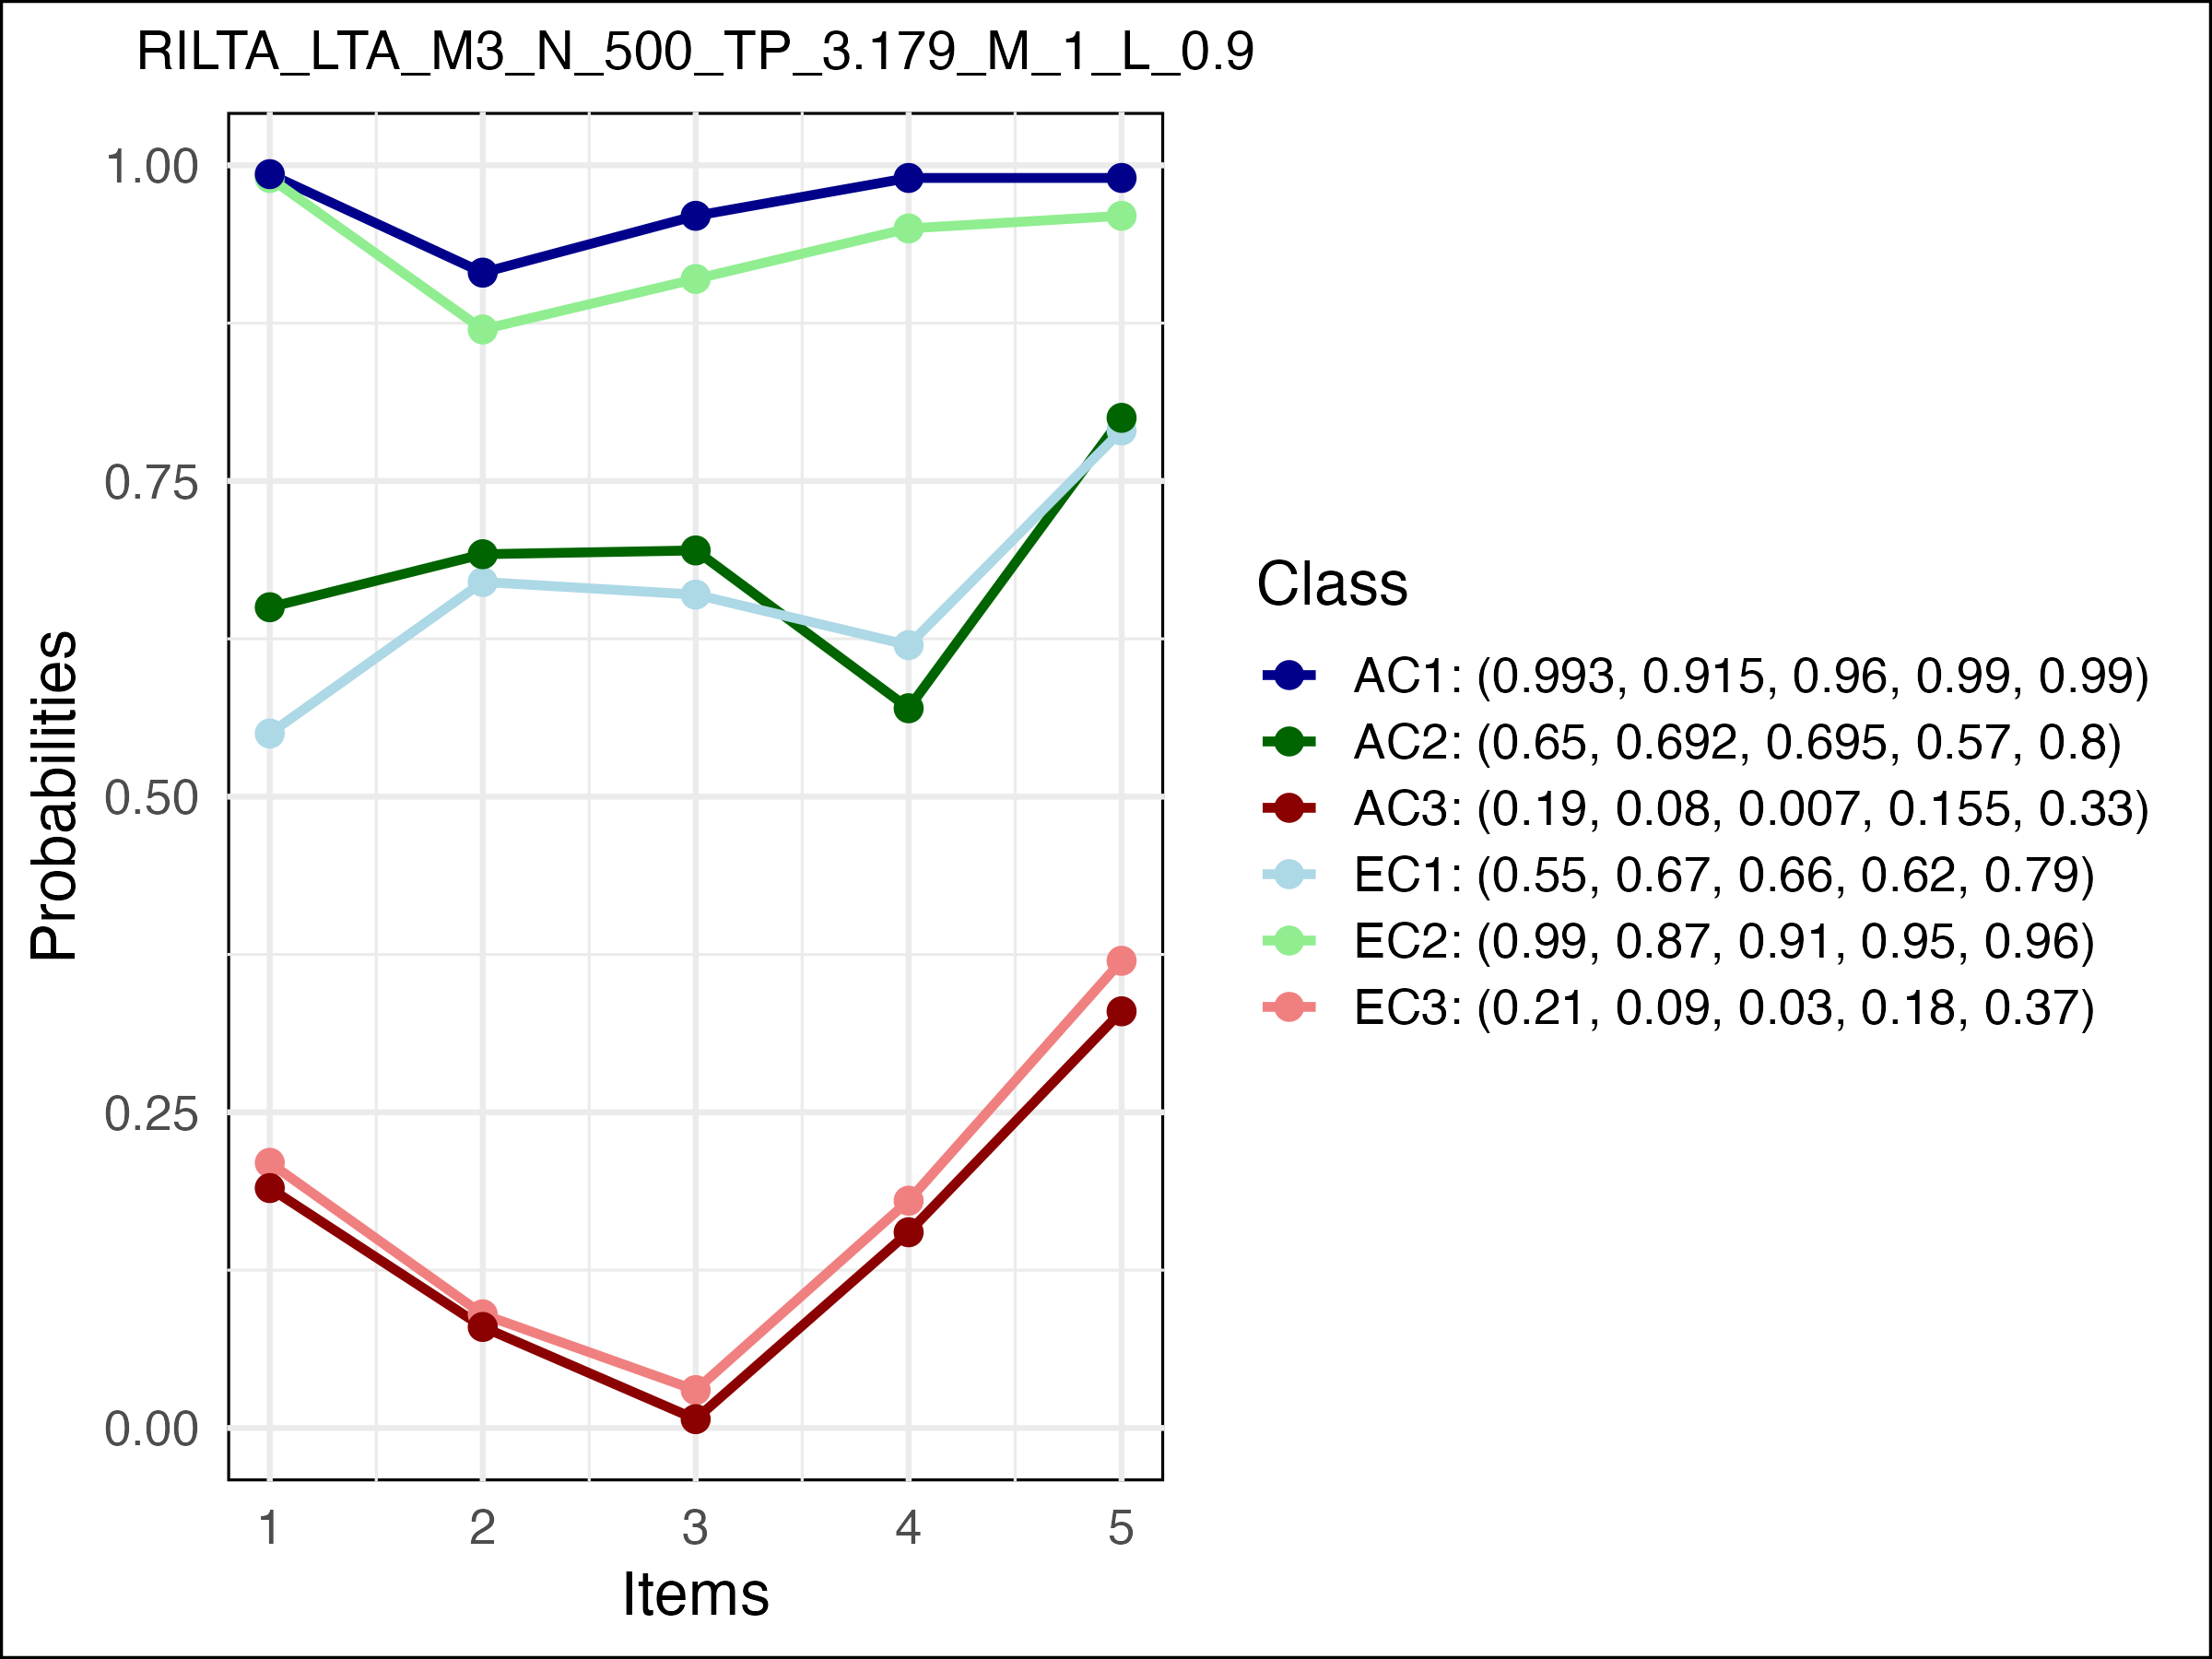 RILTA_LTA_M3_N_500_TP_3.179_M_1_L_0.9
1.00
0.75
0.50
0.25
0.00
Probabilities
1 2 3 4 5
Items
Class
AC1: (0.993, 0.915, 0.96, 0.99, 0.99)
AC2: (0.65, 0.692, 0.695, 0.57, 0.8)
AC3: (0.19, 0.08, 0.007, 0.155, 0.33)
EC1: (0.55, 0.67, 0.66, 0.62, 0.79)
EC2: (0.99, 0.87, 0.91, 0.95, 0.96)
EC3: (0.21, 0.09, 0.03, 0.18, 0.37)